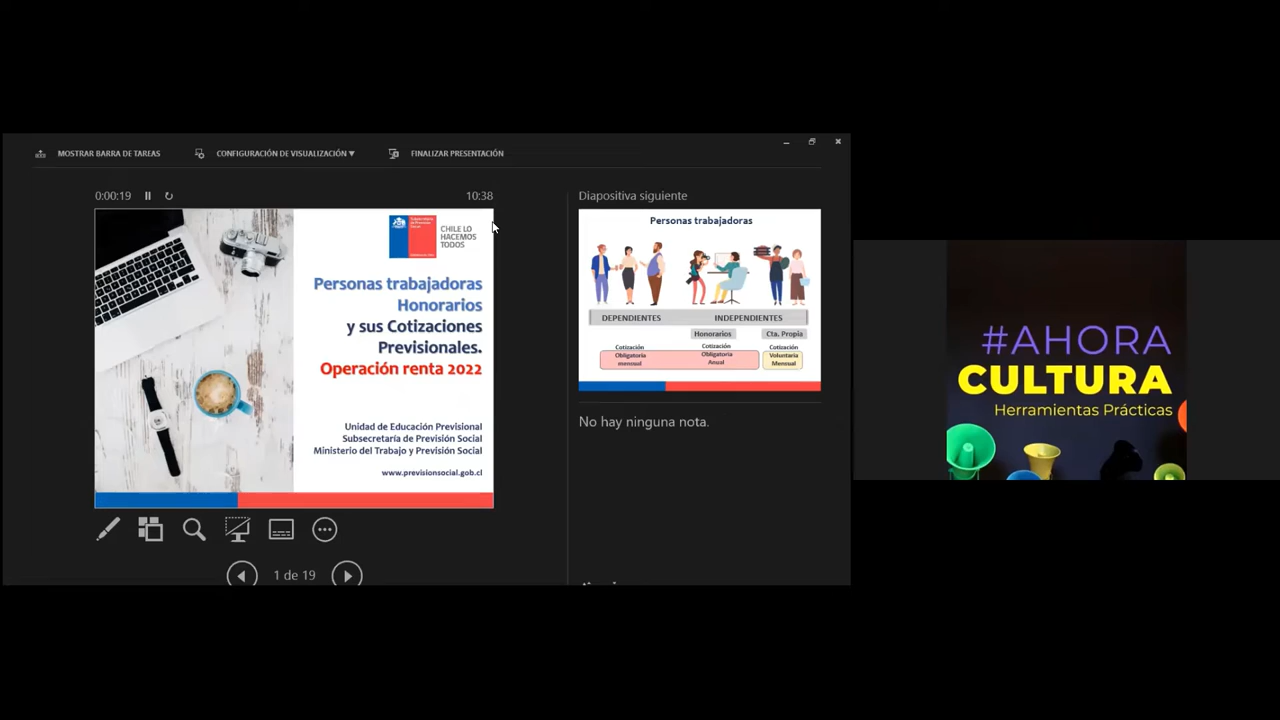 MOSTRAR BARRA DE TAREAS
CONFIGURACIÓN DE VISUALIZACIÓN ▼
FINALIZAR PRESENTACIÓN
0:00:19
10:38
CHILE LO
HACEMOS
TODOS
Personas trabajadoras
Honorarios
y sus Cotizaciones
Previsionales.
Operación renta 2022
Unidad de Educación Previsional
Subsecretaría de Previsión Social
Ministerio del Trabajo y Previsión Social
www.previsionsocial.gob.cl
1 de 19
Diapositiva siguiente
Personas trabajadoras
DEPENDIENTES
INDEPENDIENTES
Honorarios
Cta. Propia
Cotización
Obligatoria
mensual
Cotización
Obligatoria
Anual
Cotización
Voluntaria
Mensual
No hay ninguna nota.
#AHORA
CULTURA
Herramientas Prácticas